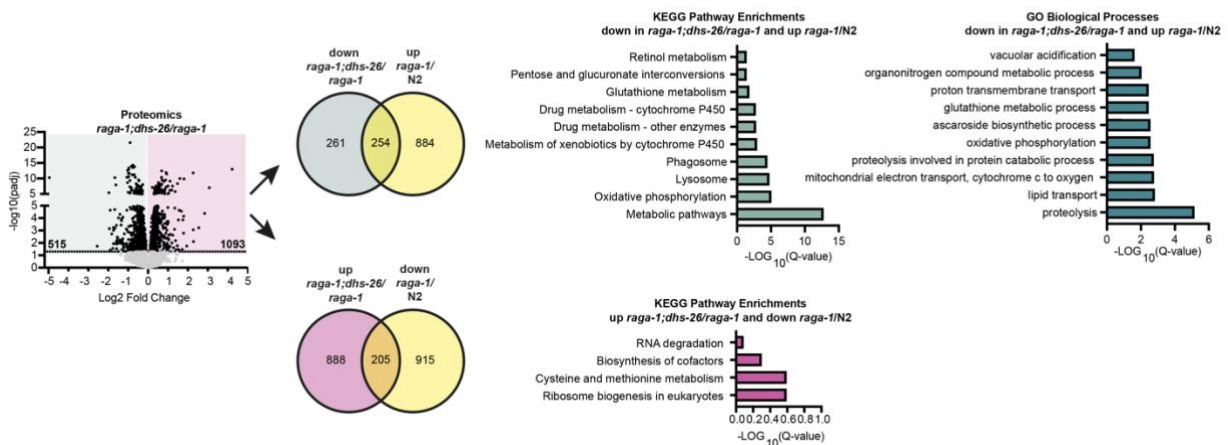 Proteomics
raga-1;dhs-26/raga-1
-log10(padj)
25
20
15
10
5
5
4
3
2
1
0
515
1093
-5 -4 -3 -2 -1 0 1 2 3 4 5
Log2 Fold Change
down
raga-1;dhs-26/
raga-1
up
raga-1/
N2
261
254
884
up
raga-1;dhs-26/
raga-1
down
raga-1/
N2
888
205
915
KEGG Pathway Enrichments
down in raga-1;dhs-26/raga-1 and up raga-1/N2
Retinol metabolism
Pentose and glucuronate interconversions
Glutathione metabolism
Drug metabolism - cytochrome P450
Drug metabolism - other enzymes
Metabolism of xenobiotics by cytochrome P450
Phagosome
Lysosome
Oxidative phosphorylation
Metabolic pathways
0 5 10 15
-LOG10(Q-value)
GO Biological Processes
down in raga-1;dhs-26/raga-1 and up raga-1/N2
vacuolar acidification
organonitrogen compound metabolic process
proton transmembrane transport
glutathione metabolic process
ascaroside biosynthetic process
oxidative phosphorylation
proteolysis involved in protein catabolic process
mitochondrial electron transport, cytochrome c to oxygen
lipid transport
proteolysis
0 2 4 6
-LOG10(Q-value)
KEGG Pathway Enrichments
up raga-1;dhs-26/raga-1 and down raga-1/N2
RNA degradation
Biosynthesis of cofactors
Cysteine and methionine metabolism
Ribosome biogenesis in eukaryotes
0.0 0.2 0.4 0.6 0.8 1.0
-LOG10(Q-value)